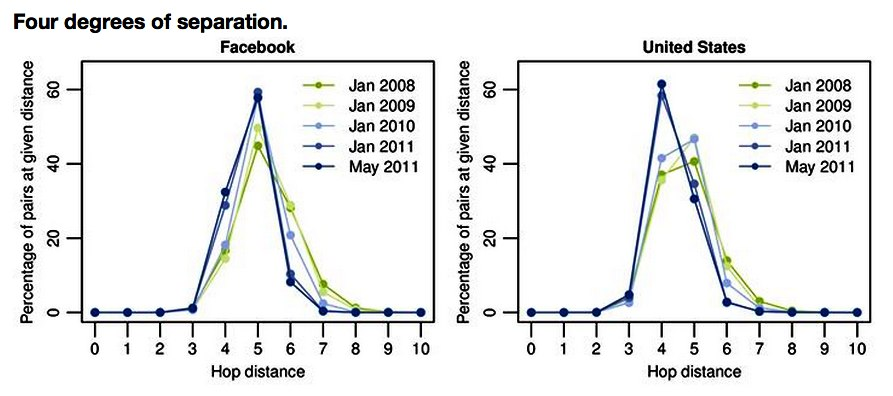 Four degrees of separation.
Facebook
Percentage of pairs at given distance
60
40
20
0
Jan 2008
Jan 2009
Jan 2010
Jan 2011
May 2011
0 1 2 3 4 5 6 7 8 9 10
Hop distance
United States
Percentage of pairs at given distance
60
40
20
0
Jan 2008
Jan 2009
Jan 2010
Jan 2011
May 2011
0 1 2 3 4 5 6 7 8 9 10
Hop distance